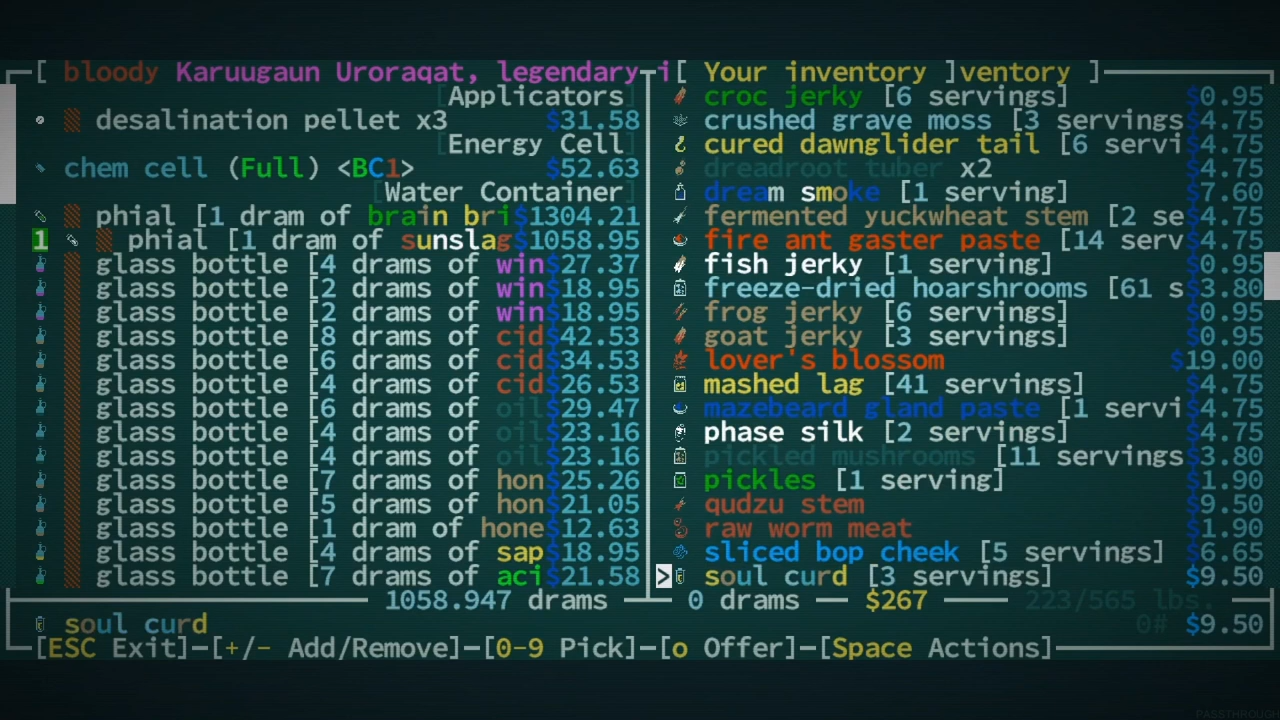 [ bloody Karuugaun Uroraqat, legendary i
[Applicators]
desalination pellet x3 $31.58
[Energy Cell]
chem cell (Full) <BC1> $52.63
[Water Container]
phial [1 dram of brain bri$1304.21
1 phial [1 dram of sunslag$1058.95
glass bottle [4 drams of win$27.37
glass bottle [2 drams of win$18.95
glass bottle [2 drams of win$18.95
glass bottle [8 drams of cid$42.53
glass bottle [6 drams of cid$34.53
glass bottle [4 drams of cid$26.53
glass bottle [6 drams of oil$29.47
glass bottle [4 drams of oil$23.16
glass bottle [4 drams of oil$23.16
glass bottle [7 drams of hon$25.26
glass bottle [5 drams of hon$21.05
glass bottle [1 dram of hone$12.63
glass bottle [4 drams of sap$18.95
glass bottle [7 drams of aci$21.58
1058.947 drams
[ Your inventory ]ventory ]
croc jerky [6 servings] $0.95
crushed grave moss [3 servings$4.75
cured dawnglider tail [6 servi$4.75
dreadroot tuber x2 $4.75
dream smoke [1 serving] $7.60
fermented yuckwheat stem [2 se$4.75
fire ant gaster paste [14 serv$4.75
fish jerky [1 serving] $0.95
freeze-dried hoarshrooms [61 s$3.80
frog jerky [6 servings] $0.95
goat jerky [3 servings] $0.95
lover's blossom $19.00
mashed lag [41 servings] $4.75
mazebeard gland paste [1 servi$4.75
phase silk [2 servings] $4.75
pickled mushrooms [11 servings$3.80
pickles [1 serving] $1.90
qudzu stem $9.50
raw worm meat $1.90
sliced bop cheek [5 servings] $6.65
> soul curd [3 servings] $9.50
0 drams $267 223/565 lbs.
soul curd 0# $9.50
[ESC Exit]-[+/- Add/Remove]-[0-9 Pick]-[o Offer]-[Space Actions]